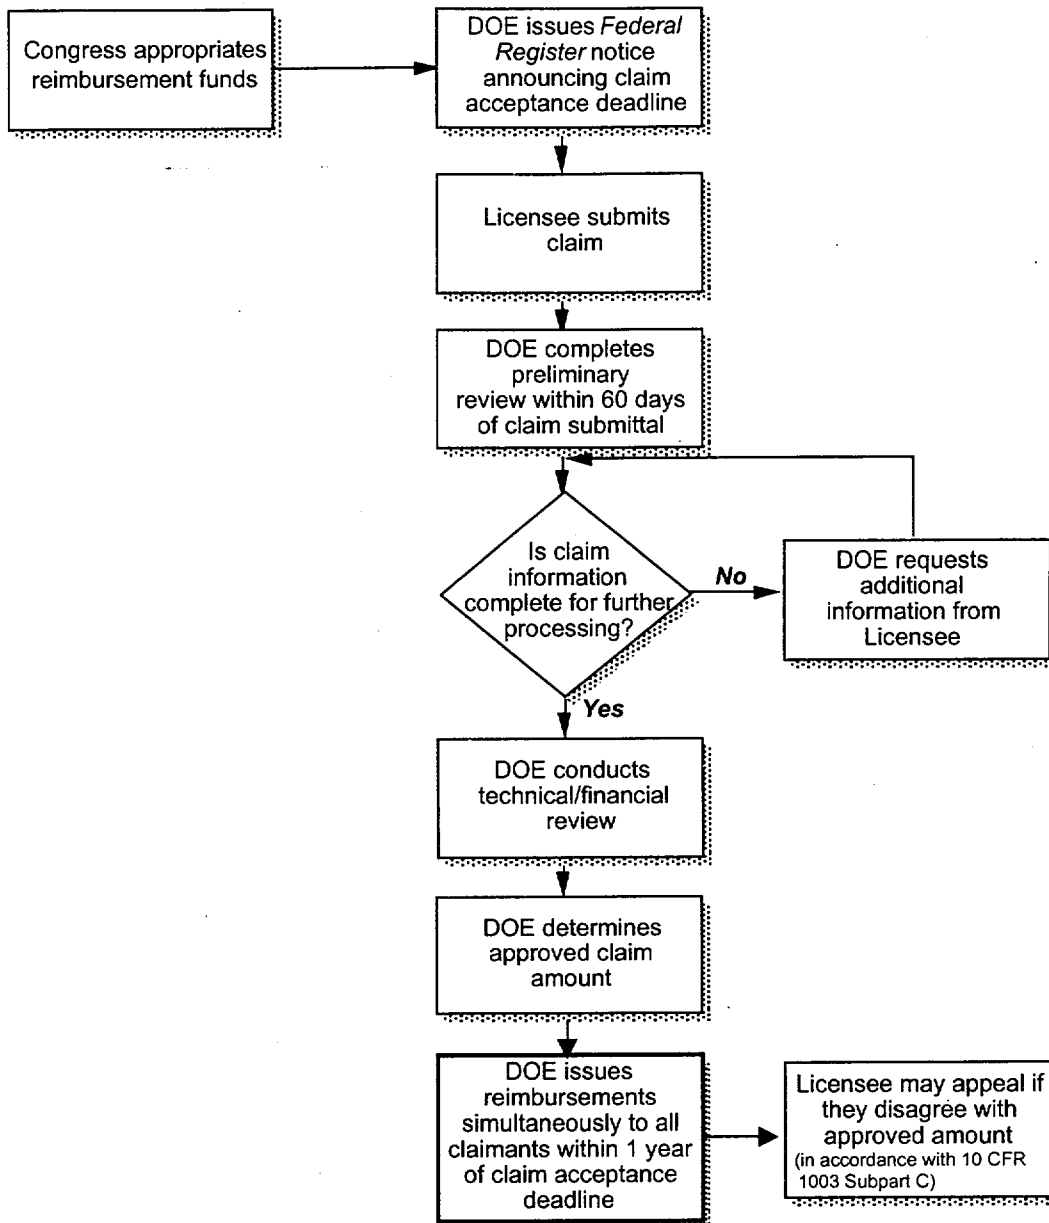 Congress appropriates
reimbursement funds
DOE issues Federal
Register notice
announcing claim
acceptance deadline
Licensee submits
claim
DOE completes
preliminary
review within 60 days
of claim submittal
Is claim
information
complete for further
processing?
No
DOE requests
additional
information from
Licensee
Yes
DOE conducts
technical/financial
review
DOE determines
approved claim
amount
DOE issues
reimbursements
simultaneously to all
claimants within 1 year
of claim acceptance
deadline
Licensee may appeal if
they disagree with
approved amount
(in accordance with 10 CFR
1003 Subpart C)